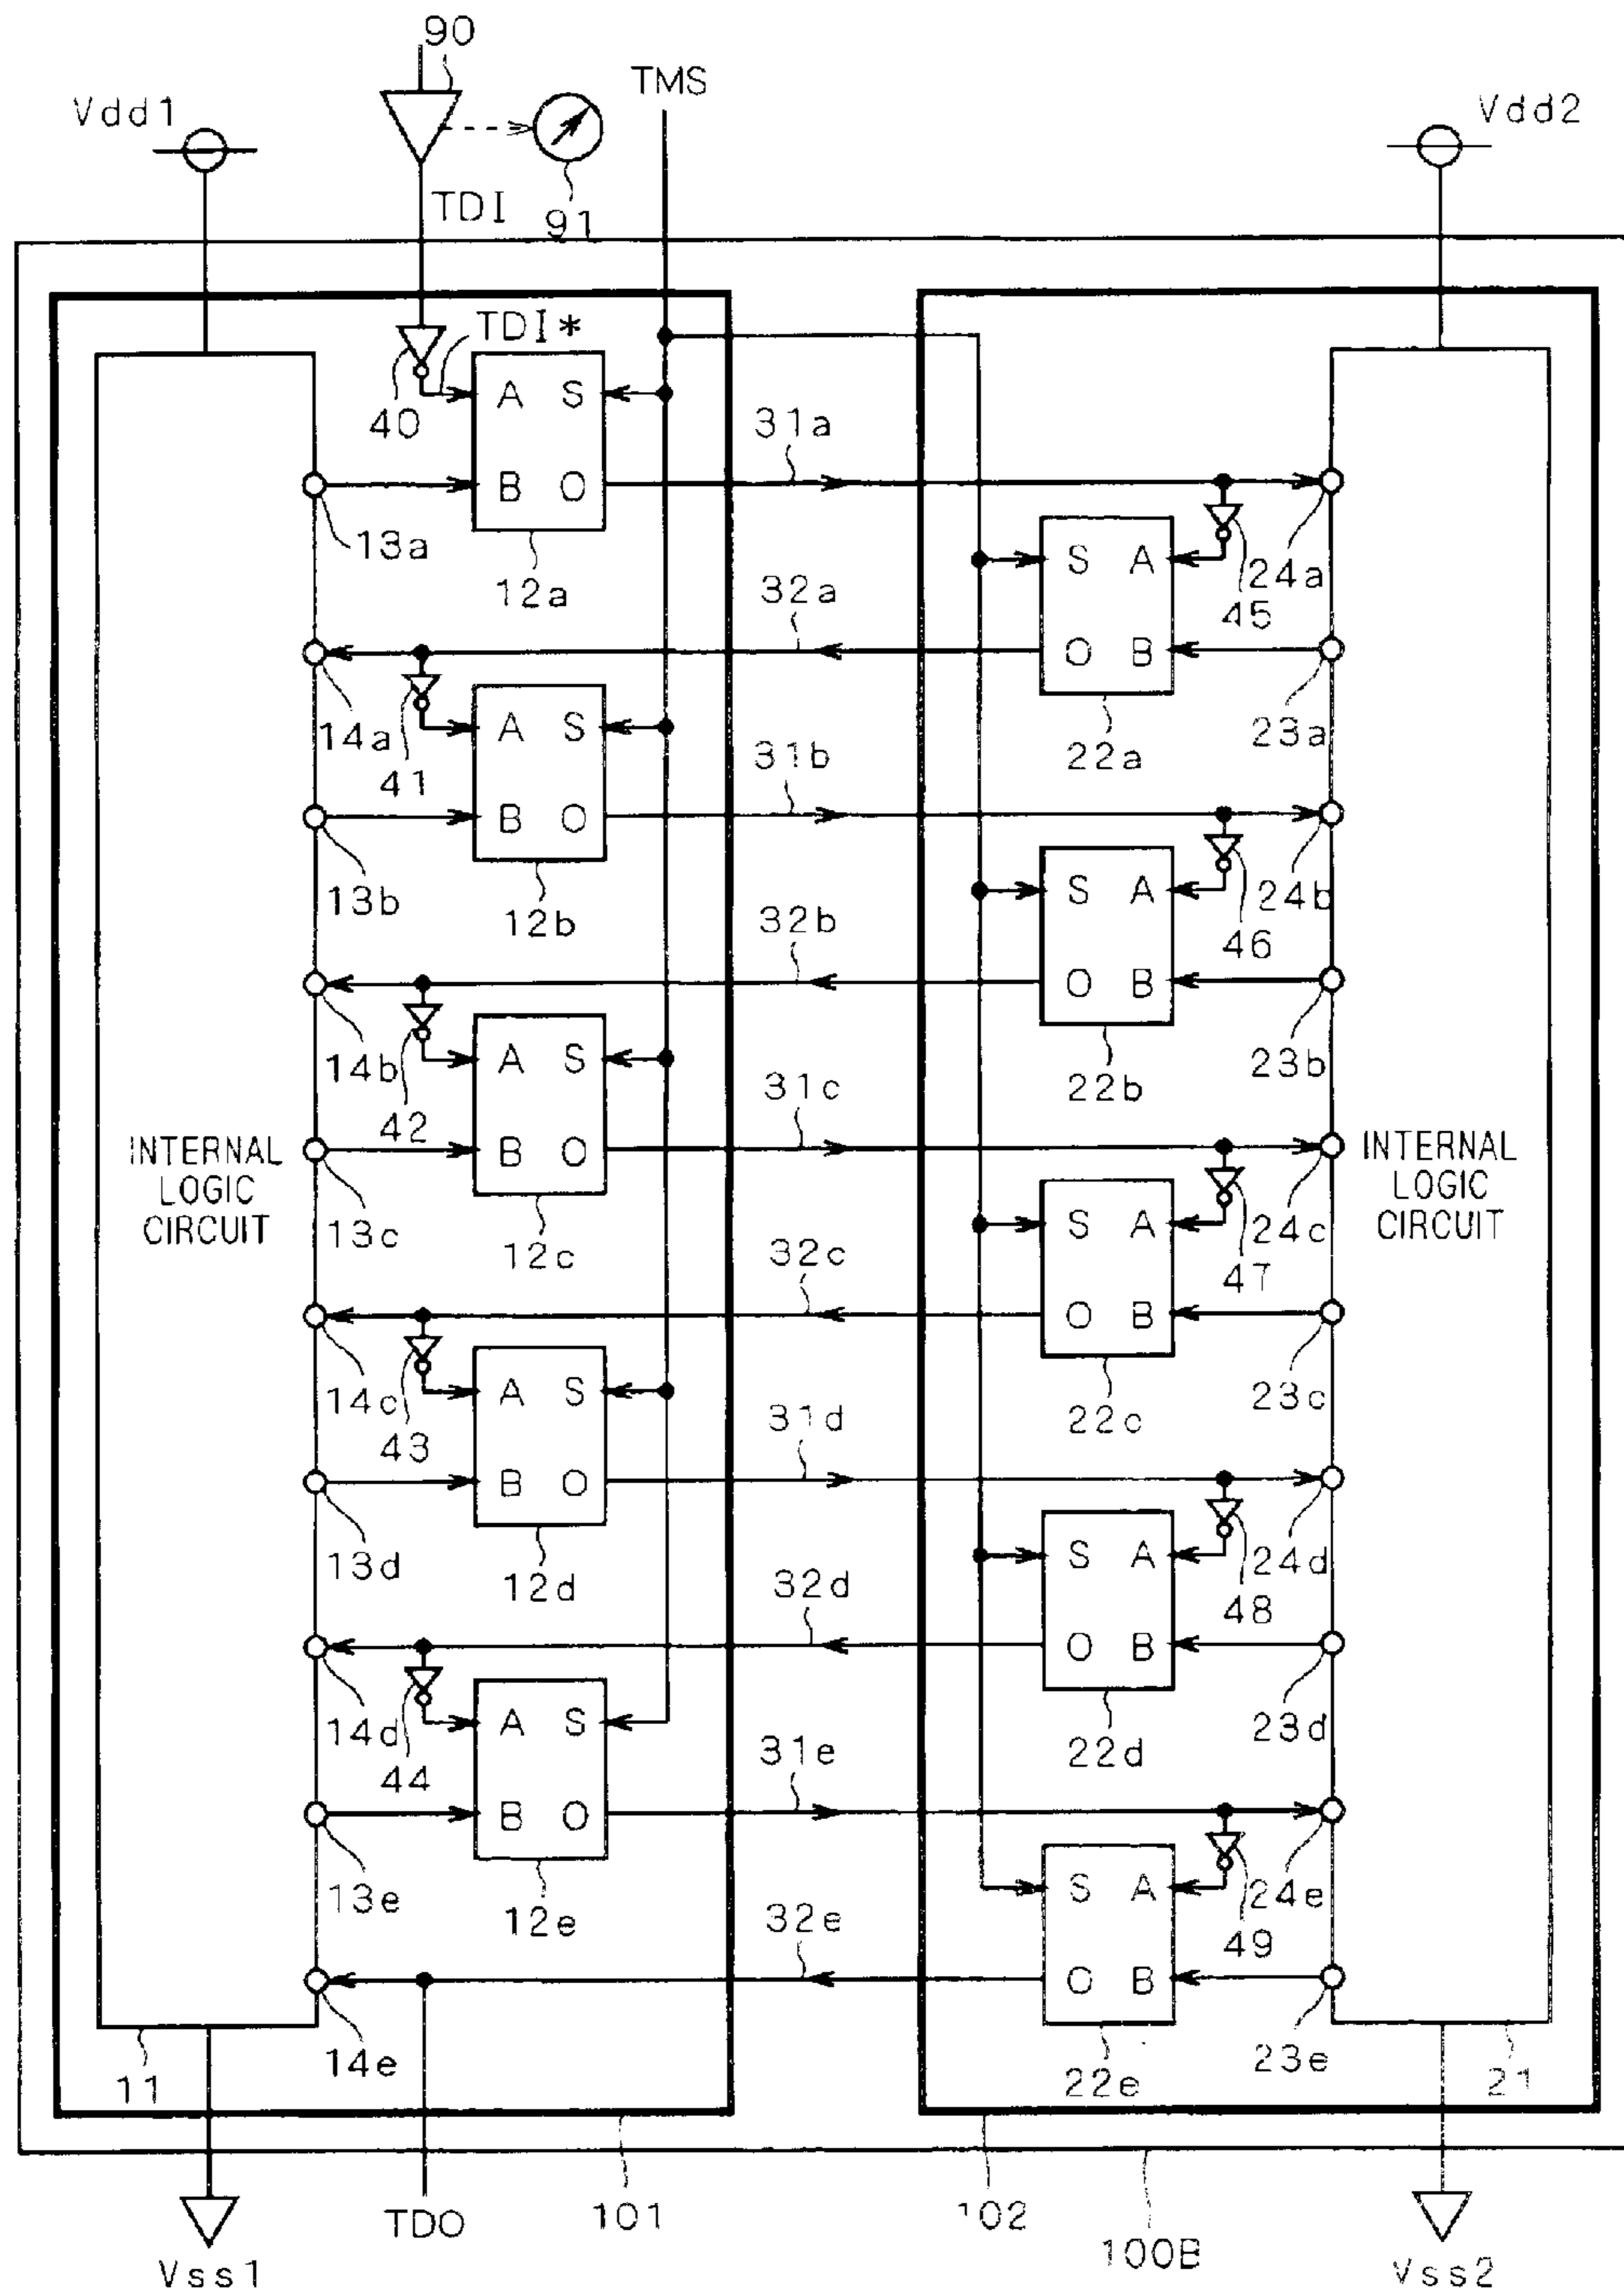 90
TMS
Vdd1
Vdd2
TDI
91
TDI*
A S
40
31a
B O
13a
12a
S A
24a
45
32a
O B
14a
41
A S
22a
23a
31b
B O
13b
12b
S A
24b
46
32b
O B
14b
42
A S
22b
23b
31c
INTERNAL
LOGIC
CIRCUIT
B O
INTERNAL
LOGIC
CIRCUIT
13c
12c
S A
24c
47
32c
O B
14c
43
A S
22c
23c
31d
B O
13d
12d
S A
24d
48
32d
O B
14d
44
A S
22d
23d
31e
B O
13e
12e
S A
24e
49
32e
O B
11
14e
22e
23e
21
TDO
101
102
100B
Vss1
Vss2